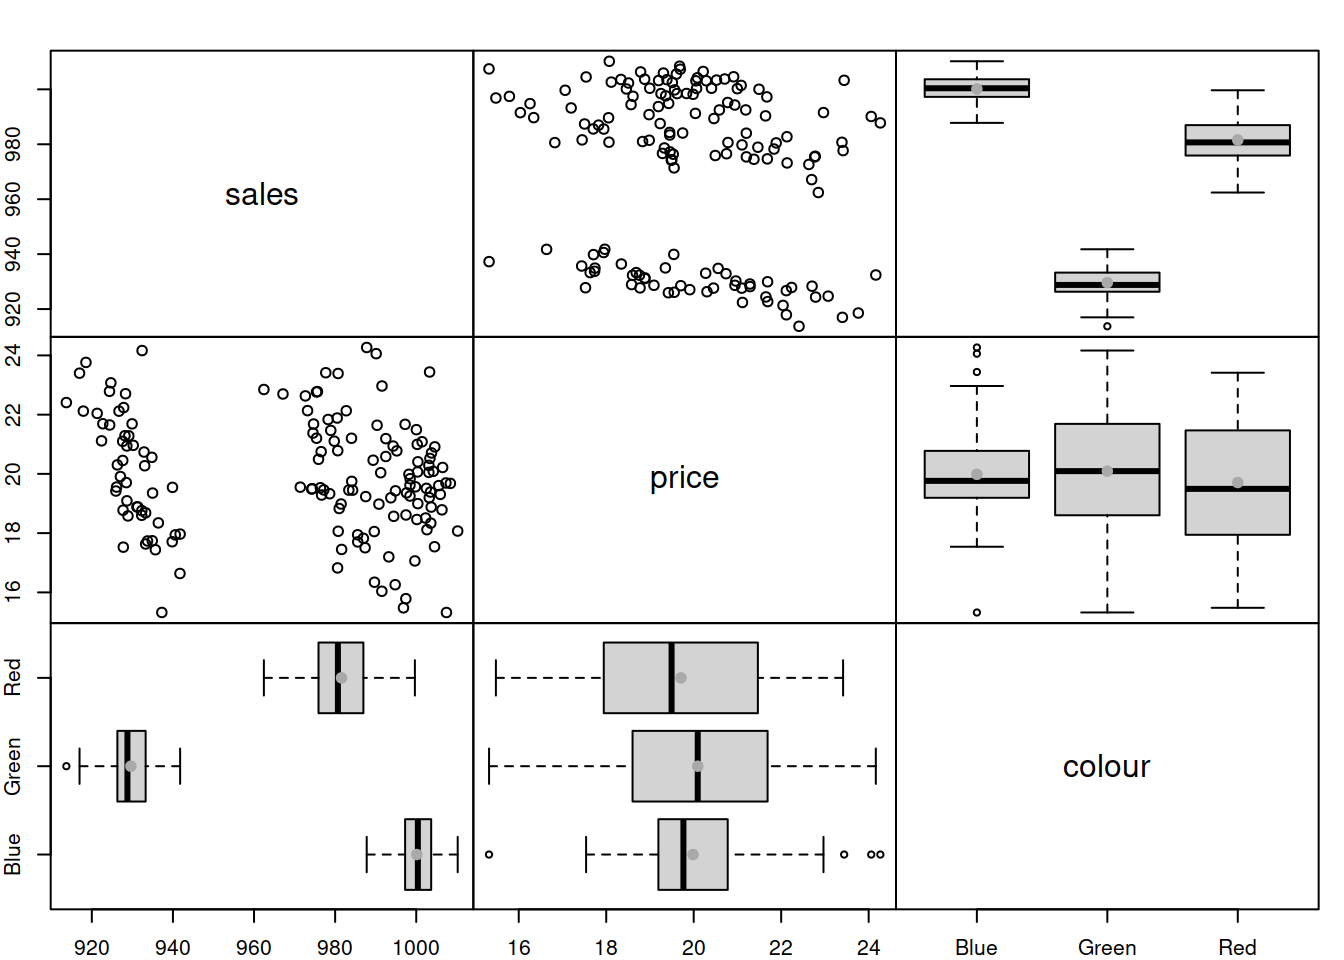 sales
980
960
940
920
price
24
22
20
18
16
colour
Red
Green
Blue
920 940 960 980 1000
16 18 20 22 24
Blue Green Red